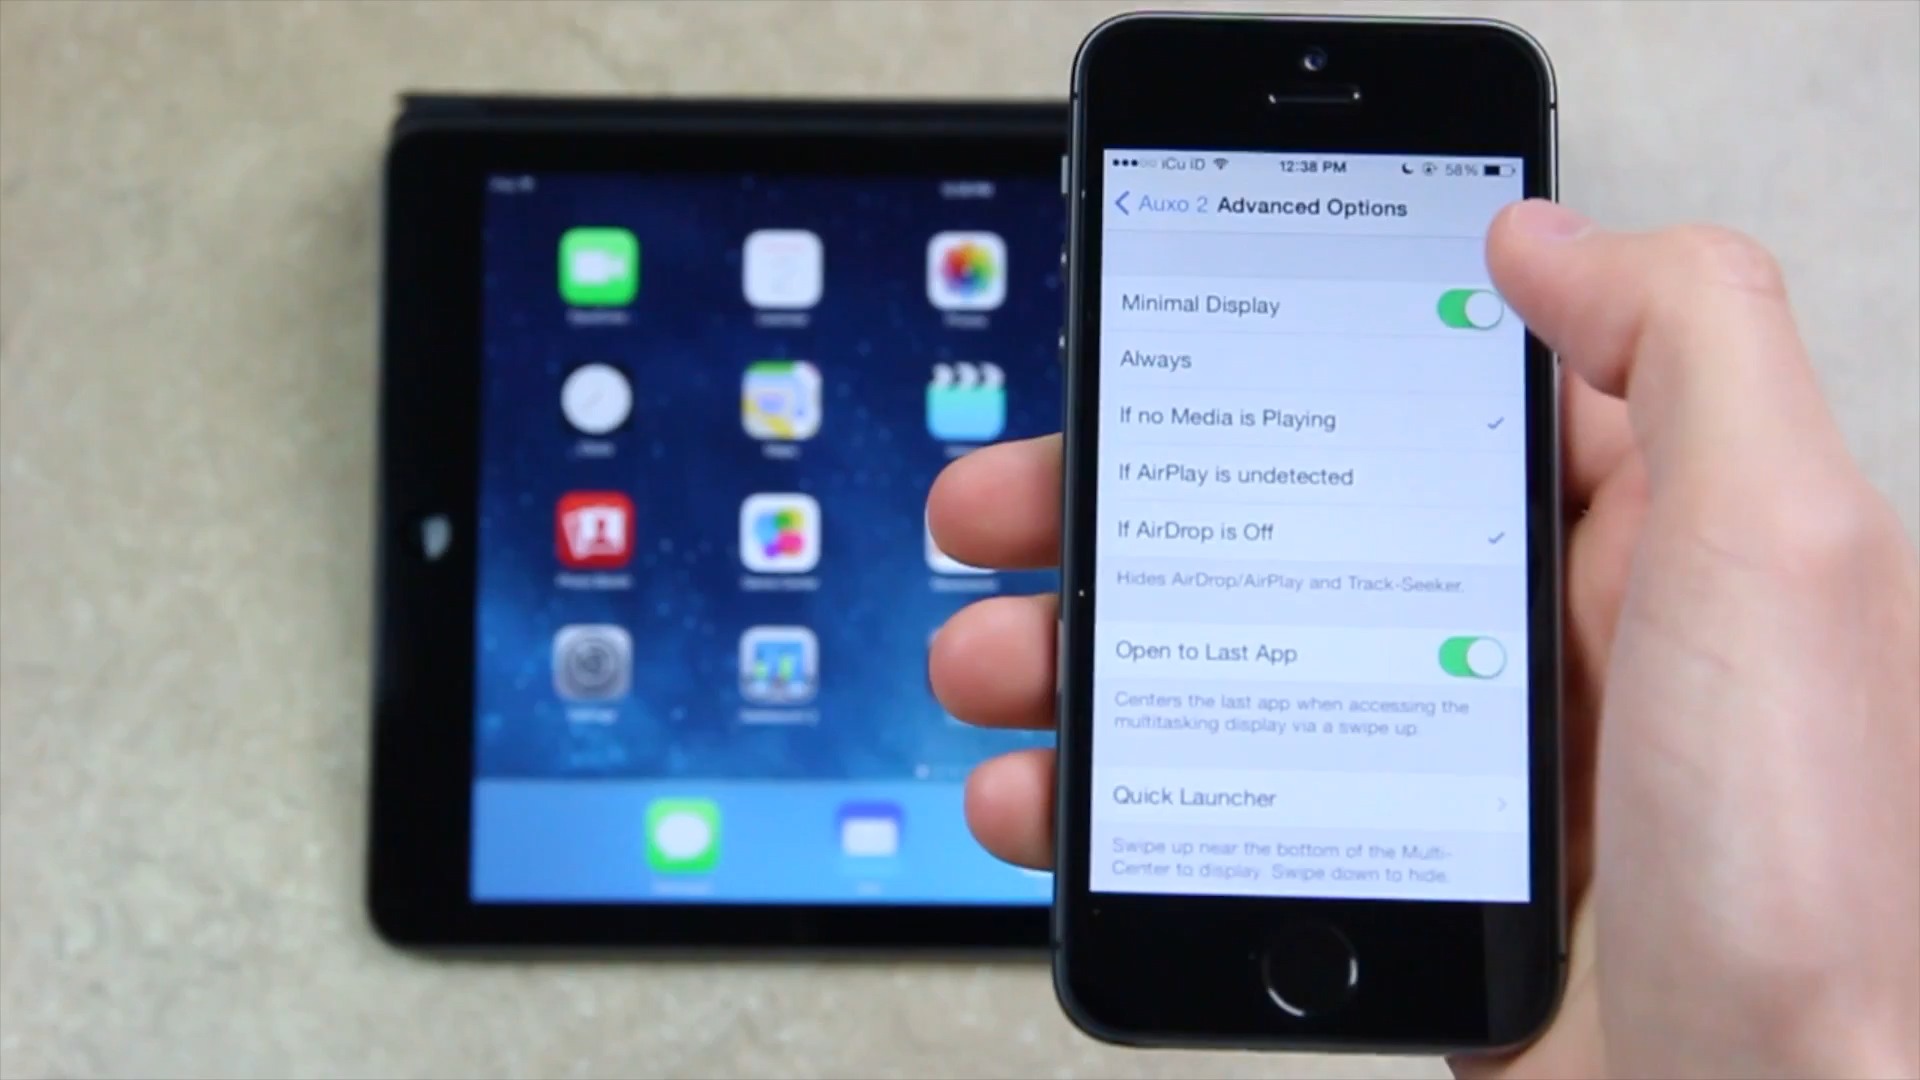 iCu iD
12:38 PM
58%
Auxo 2 Advanced Options
Minimal Display
Always
If no Media is Playing
If AirPlay is undetected
If AirDrop is Off
Hides AirDrop/AirPlay and Track-Seeker.
Open to Last App
Centers the last app when accessing the
multitasking display via a swipe up.
Quick Launcher
Swipe up near the bottom of the Multi-
Center to display. Swipe down to hide.